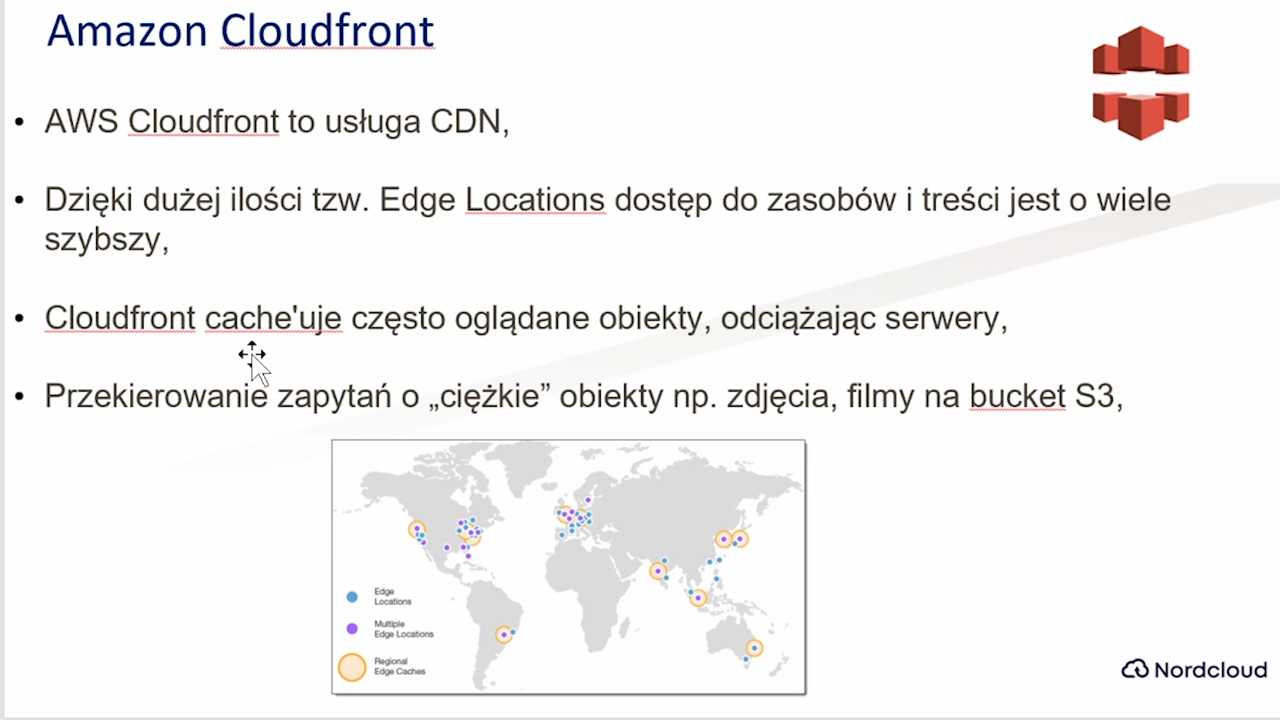 Amazon Cloudfront
• AWS Cloudfront to usługa CDN,
• Dzięki dużej ilości tzw. Edge Locations dostęp do zasobów i treści jest o wiele
szybszy,
• Cloudfront cache'uje często oglądane obiekty, odciążając serwery,
• Przekierowanie zapytań o „ciężkie” obiekty np. zdjęcia, filmy na bucket S3,
Edge
Locations
Multiple
Edge Locations
Regional
Edge Caches
Nordcloud